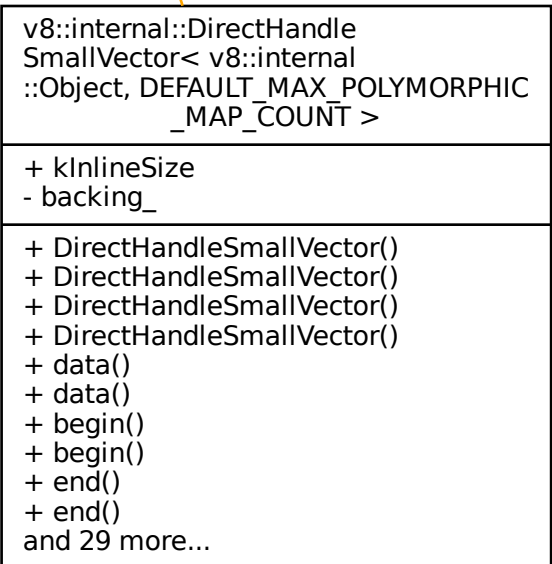 v8::internal::DirectHandle
SmallVector< v8::internal
::Object, DEFAULT_MAX_POLYMORPHIC
_MAP_COUNT >
+ kInlineSize
- backing_
+ DirectHandleSmallVector()
+ DirectHandleSmallVector()
+ DirectHandleSmallVector()
+ DirectHandleSmallVector()
+ data()
+ data()
+ begin()
+ begin()
+ end()
+ end()
and 29 more...